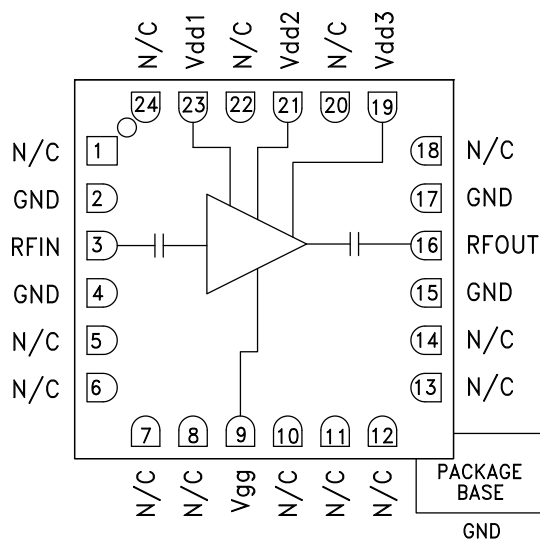 N/C Vdd1 N/C Vdd2 N/C Vdd3
24 23 22 21 20 19
N/C 1 18 N/C
GND 2 17 GND
RFIN 3 16 RFOUT
GND 4 15 GND
N/C 5 14 N/C
N/C 6 13 N/C
7 8 9 10 11 12
N/C N/C Vgg N/C N/C N/C
PACKAGE
BASE
GND